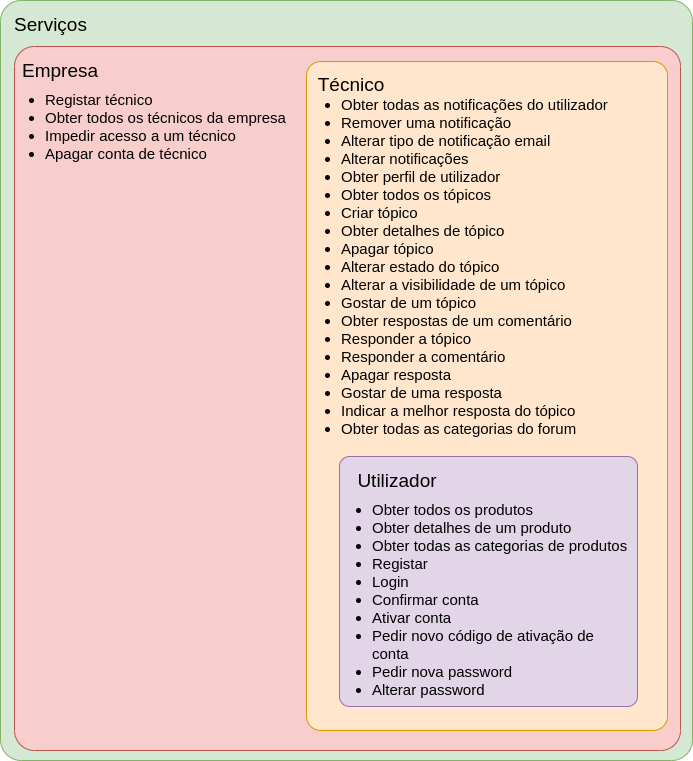 Serviços
Empresa
• Registar técnico
• Obter todos os técnicos da empresa
• Impedir acesso a um técnico
• Apagar conta de técnico
Técnico
• Obter todas as notificações do utilizador
• Remover uma notificação
• Alterar tipo de notificação email
• Alterar notificações
• Obter perfil de utilizador
• Obter todos os tópicos
• Criar tópico
• Obter detalhes de tópico
• Apagar tópico
• Alterar estado do tópico
• Alterar a visibilidade de um tópico
• Gostar de um tópico
• Obter respostas de um comentário
• Responder a tópico
• Responder a comentário
• Apagar resposta
• Gostar de uma resposta
• Indicar a melhor resposta do tópico
• Obter todas as categorias do forum
Utilizador
• Obter todos os produtos
• Obter detalhes de um produto
• Obter todas as categorias de produtos
• Registar
• Login
• Confirmar conta
• Ativar conta
• Pedir novo código de ativação de
conta
• Pedir nova password
• Alterar password